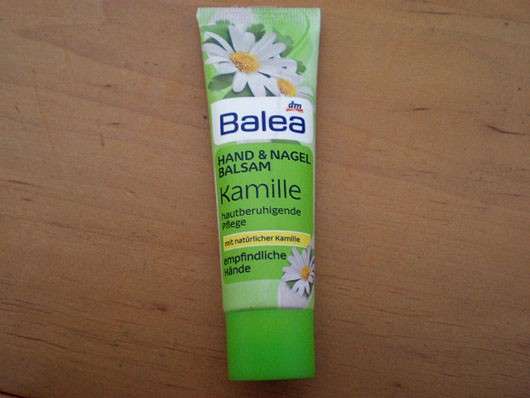 dm
Balea
HAND & NAGEL
BALSAM
Kamille
hautberuhigende
Pflege
mit natürlicher Kamille
empfindliche
Hände